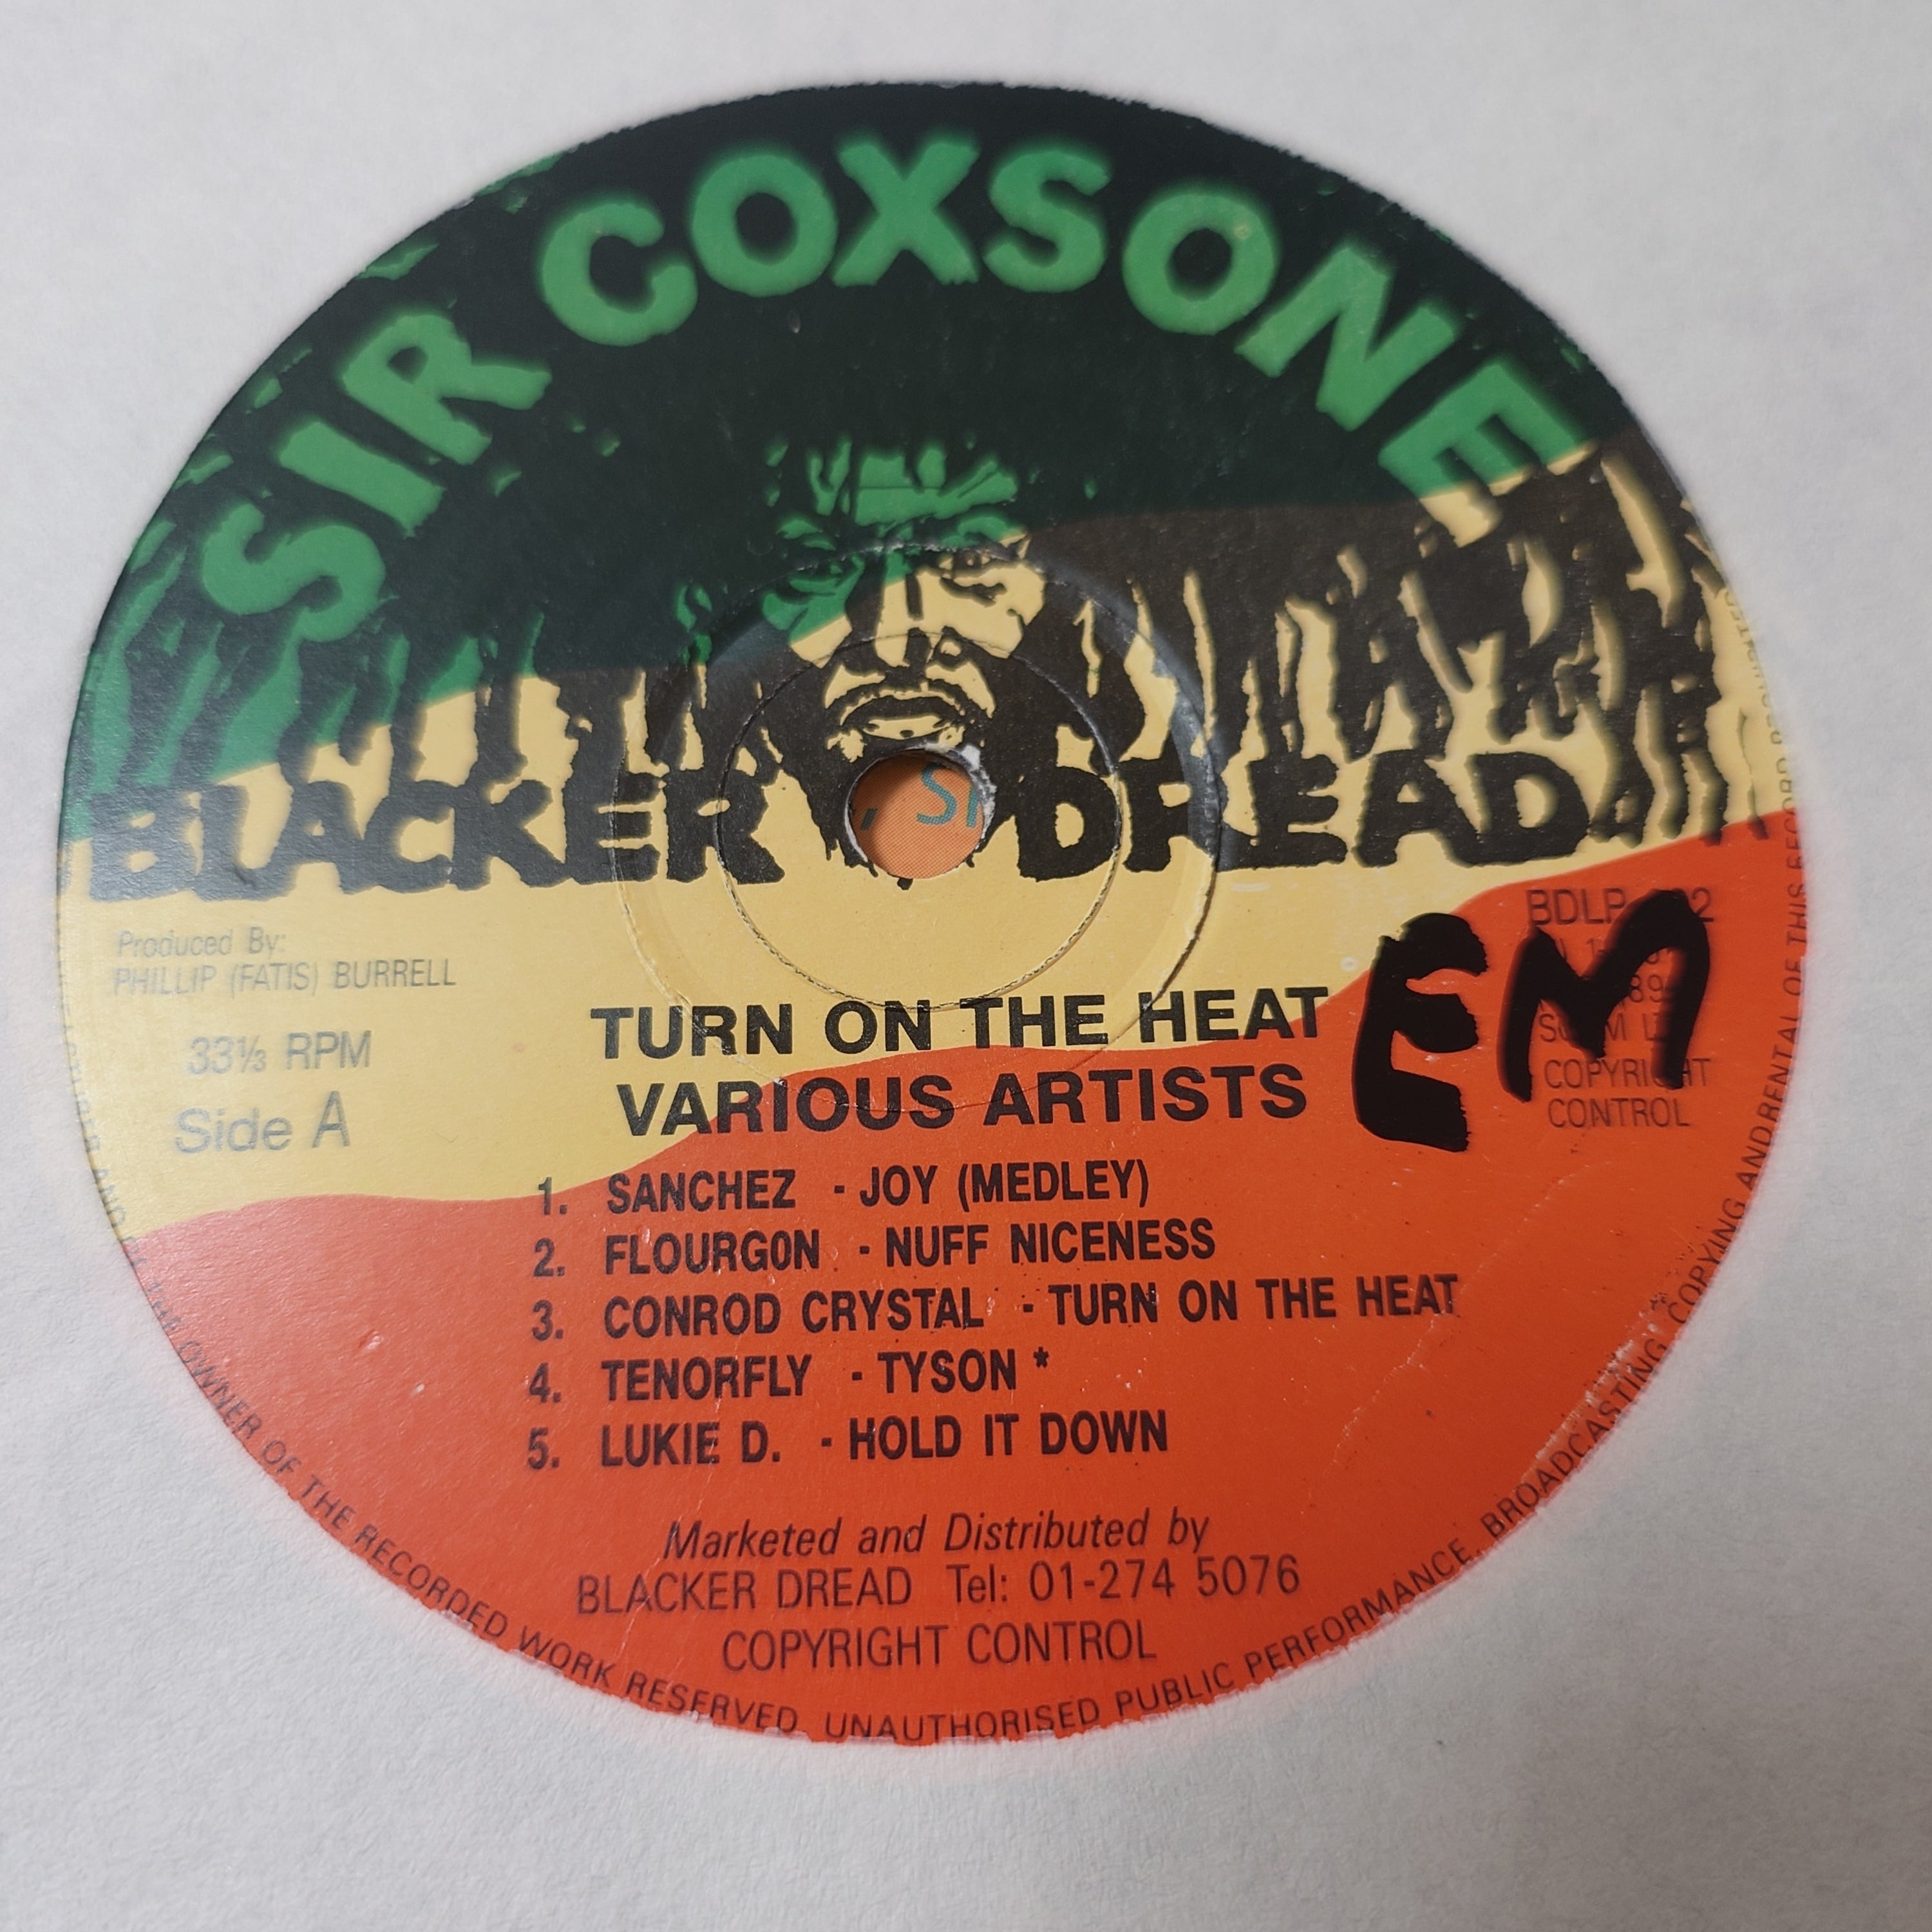 SIR COXSONE
BLACKER DREAD
, S
Produced By:
PHILLIP (FATIS) BURRELL
33⅓ RPM
Side A
BDLP
EM
COPYRIGHT
CONTROL
TURN ON THE HEAT
VARIOUS ARTISTS
1. SANCHEZ - JOY (MEDLEY)
2. FLOURGON - NUFF NICENESS
3. CONROD CRYSTAL - TURN ON THE HEAT
4. TENORFLY - TYSON *
5. LUKIE D. - HOLD IT DOWN
Marketed and Distributed by
BLACKER DREAD Tel: 01-274 5076
COPYRIGHT CONTROL
OWNER OF THE RECORDED WORK RESERVED. UNAUTHORISED PUBLIC PERFORMANCE, BROADCASTING, COPYING AND RENTAL OF THIS RECORD